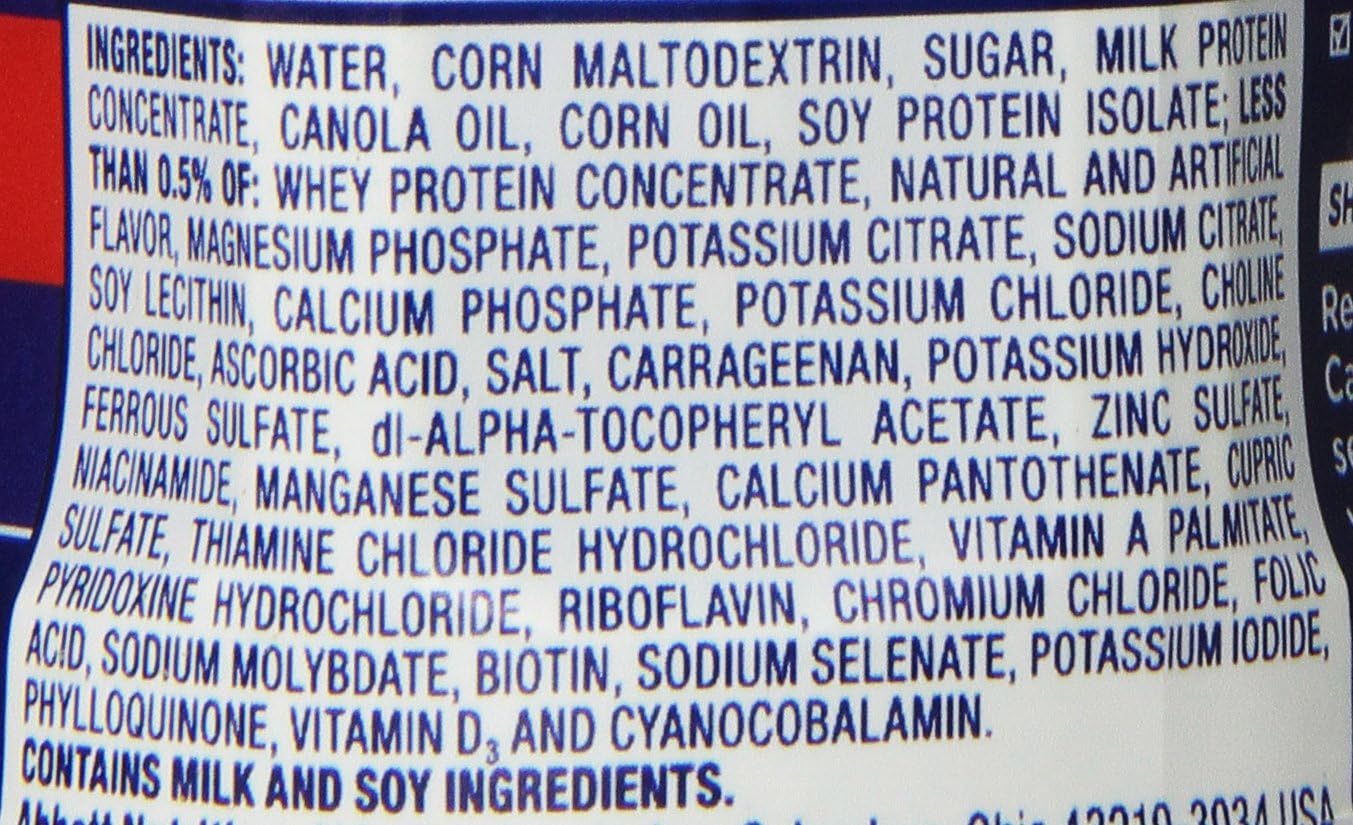 INGREDIENTS: WATER, CORN MALTODEXTRIN, SUGAR, MILK PROTEIN
CONCENTRATE, CANOLA OIL, CORN OIL, SOY PROTEIN ISOLATE; LESS
THAN 0.5% OF: WHEY PROTEIN CONCENTRATE, NATURAL AND ARTIFICIAL
FLAVOR, MAGNESIUM PHOSPHATE, POTASSIUM CITRATE, SODIUM CITRATE,
SOY LECITHIN, CALCIUM PHOSPHATE, POTASSIUM CHLORIDE, CHOLINE
CHLORIDE, ASCORBIC ACID, SALT, CARRAGEENAN, POTASSIUM HYDROXIDE,
FERROUS SULFATE, dl-ALPHA-TOCOPHERYL ACETATE, ZINC SULFATE,
NIACINAMIDE, MANGANESE SULFATE, CALCIUM PANTOTHENATE, CUPRIC
SULFATE, THIAMINE CHLORIDE HYDROCHLORIDE, VITAMIN A PALMITATE,
PYRIDOXINE HYDROCHLORIDE, RIBOFLAVIN, CHROMIUM CHLORIDE, FOLIC
ACID, SODIUM MOLYBDATE, BIOTIN, SODIUM SELENATE, POTASSIUM IODIDE,
PHYLLOQUINONE, VITAMIN D₃ AND CYANOCOBALAMIN.
CONTAINS MILK AND SOY INGREDIENTS.
USA